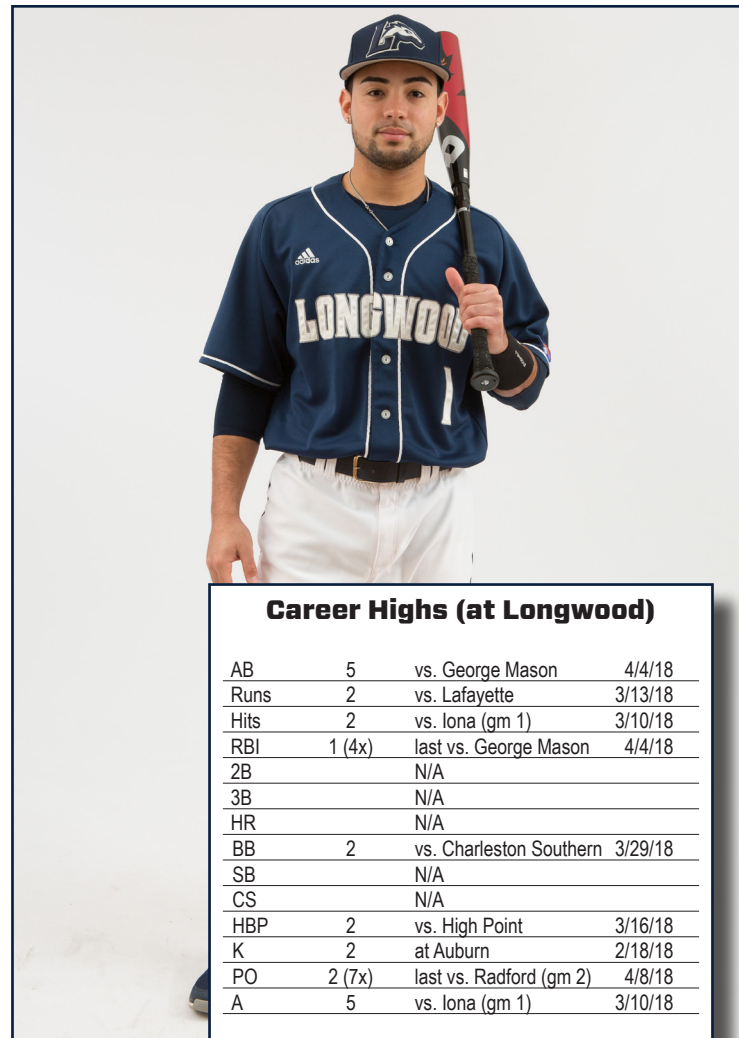 adidas
LONGWOOD
1
Career Highs (at Longwood)
AB 5 vs. George Mason 4/4/18
Runs 2 vs. Lafayette 3/13/18
Hits 2 vs. Iona (gm 1) 3/10/18
RBI 1 (4x) last vs. George Mason 4/4/18
2B N/A
3B N/A
HR N/A
BB 2 vs. Charleston Southern 3/29/18
SB N/A
CS N/A
HBP 2 vs. High Point 3/16/18
K 2 at Auburn 2/18/18
PO 2 (7x) last vs. Radford (gm 2) 4/8/18
A 5 vs. Iona (gm 1) 3/10/18